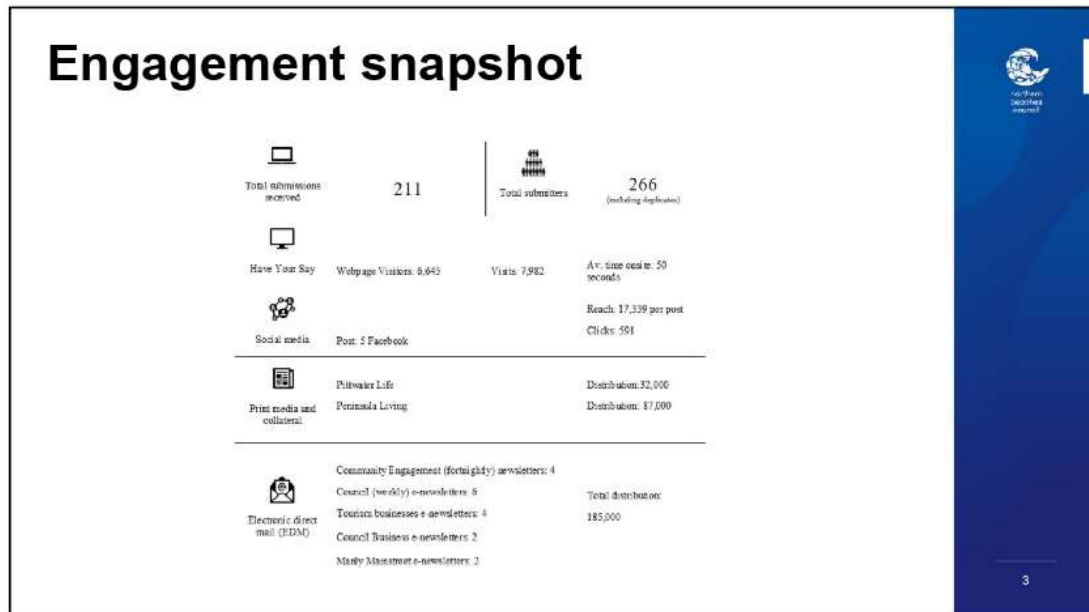 Engagement snapshot
northern
beaches
council
Total submissions
received
211
Total submitters
266
(including duplicates)
Have Your Say
Webpage Visitors: 6,645
Visits: 7,982
Av. time onsite: 50
seconds
Social media
Post: 5 Facebook
Reach: 17,339 per post
Clicks: 591
Print media and
collateral
Pittwater Life
Peninsula Living
Distribution:32,000
Distribution: 87,000
Electronic direct
mail (EDM)
Community Engagement (fortnightly) newsletters: 4
Council (weekly) e-newsletters: 6
Tourism businesses e-newsletters: 4
Council Business e-newsletters: 2
Manly Mainstreet e-newsletters: 2
Total distribution:
185,000
3